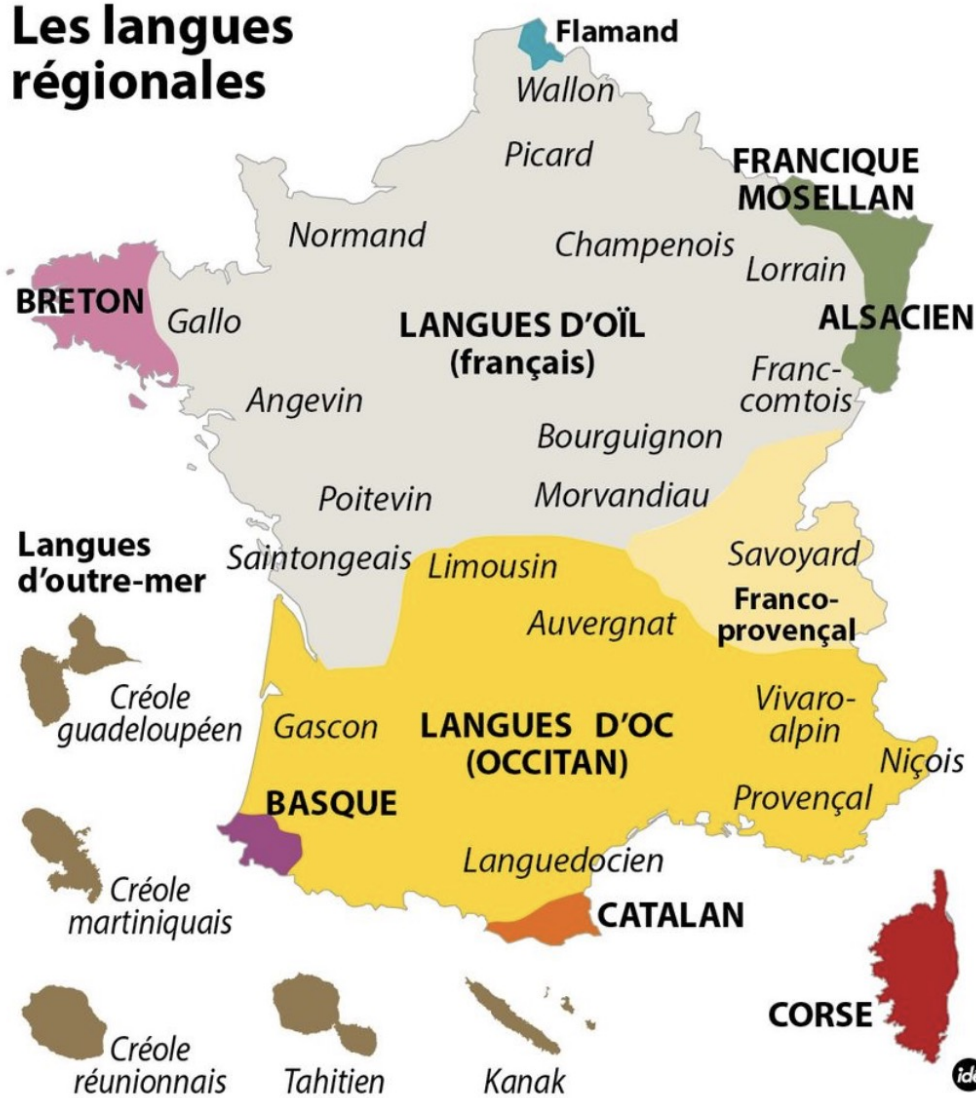 Les langues
régionales
Flamand
Wallon
Picard
FRANCIQUE
MOSELLAN
Normand
Champenois
Lorrain
BRETON
Gallo
LANGUES D'OÏL
(français)
ALSACIEN
Franc-
comtois
Angevin
Bourguignon
Poitevin
Morvandiau
Langues
d'outre-mer
Saintongeais
Limousin
Savoyard
Franco-
provençal
Auvergnat
Créole
guadeloupéen
Gascon
LANGUES D'OC
(OCCITAN)
Vivaro-
alpin
Niçois
BASQUE
Provençal
Languedocien
Créole
martiniquais
CATALAN
CORSE
Créole
réunionnais
Tahitien
Kanak